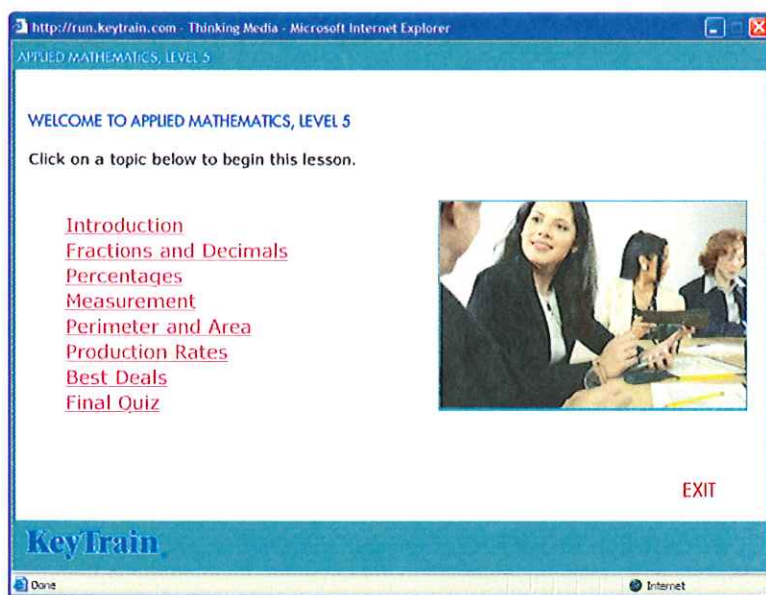 http://run.keytrain.com - Thinking Media - Microsoft Internet Explorer
APPLIED MATHEMATICS, LEVEL 5
WELCOME TO APPLIED MATHEMATICS, LEVEL 5
Click on a topic below to begin this lesson.
Introduction
Fractions and Decimals
Percentages
Measurement
Perimeter and Area
Production Rates
Best Deals
Final Quiz
EXIT
KeyTrain
Done
Internet